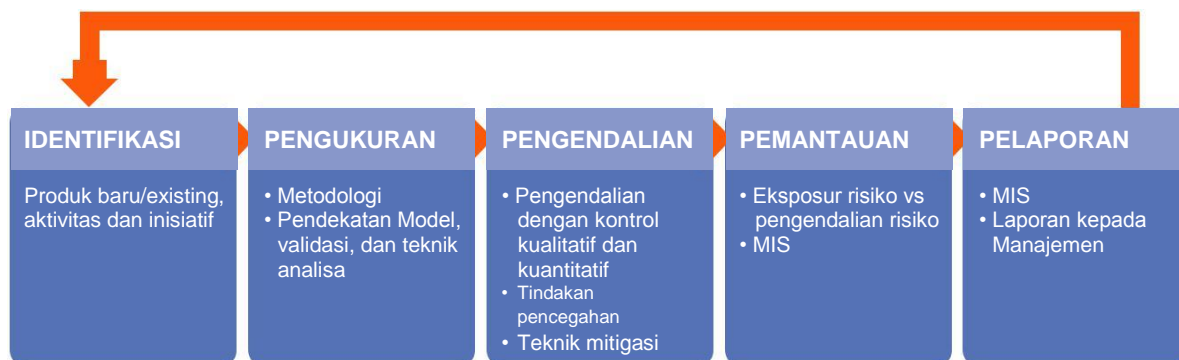 IDENTIFIKASI
Produk baru/existing,
aktivitas dan inisiatif
PENGUKURAN
• Metodologi
• Pendekatan Model,
validasi, dan teknik
analisa
PENGENDALIAN
• Pengendalian
dengan kontrol
kualitatif dan
kuantitatif
• Tindakan
pencegahan
• Teknik mitigasi
PEMANTAUAN
• Eksposur risiko vs
pengendalian risiko
• MIS
PELAPORAN
• MIS
• Laporan kepada
Manajemen